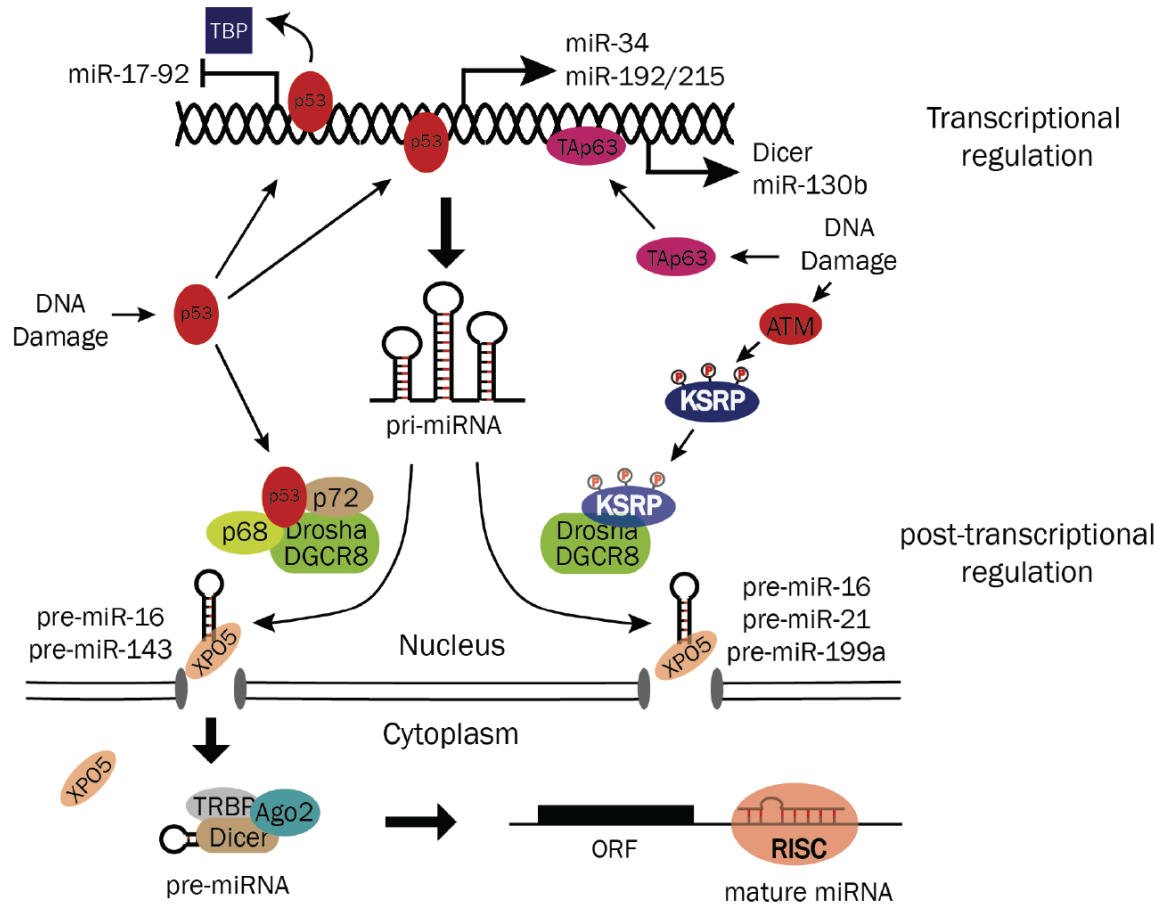 TBP
miR-17-92
p53
miR-34
miR-192/215
p53
TAp63
Dicer
miR-130b
Transcriptional
regulation
DNA
Damage
p53
TAp63
DNA
Damage
ATM
P P P
KSRP
pri-miRNA
p53
p72
p68
Drosha
DGCR8
P P P
KSRP
Drosha
DGCR8
post-transcriptional
regulation
pre-miR-16
pre-miR-143
XPO5
Nucleus
XPO5
pre-miR-16
pre-miR-21
pre-miR-199a
Cytoplasm
XPO5
TRBP
Ago2
Dicer
pre-miRNA
ORF
RISC
mature miRNA